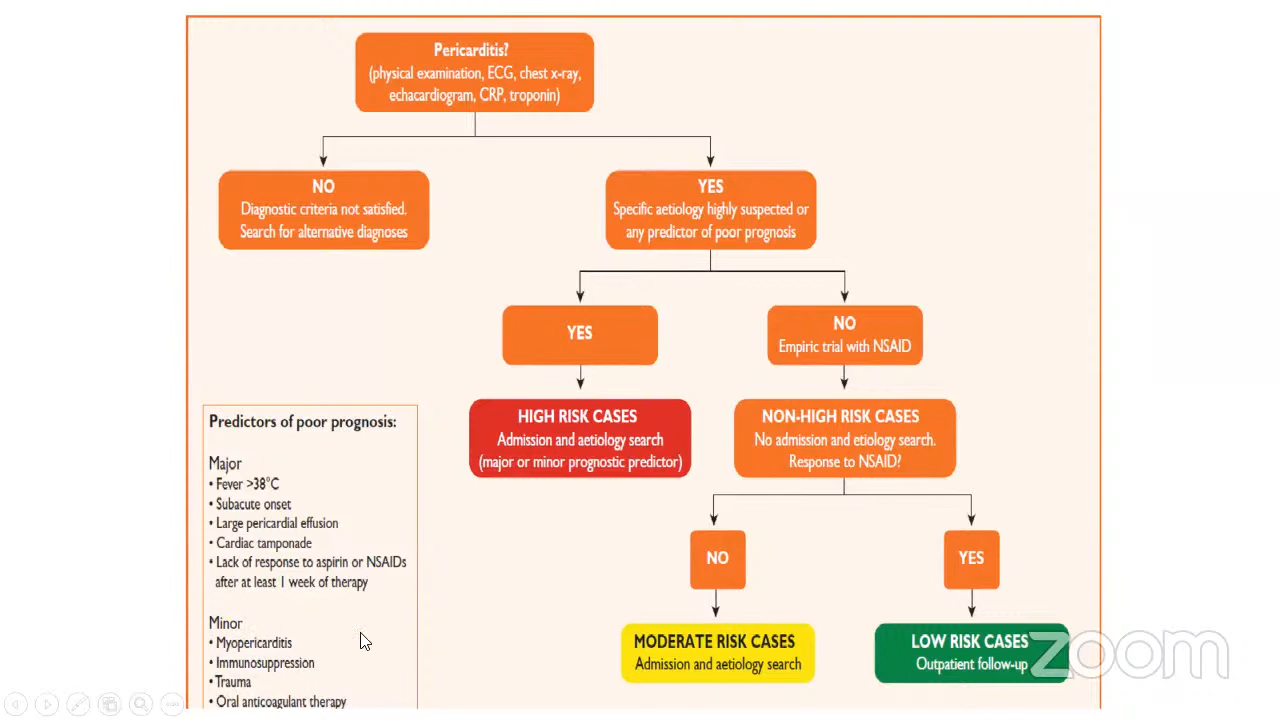 Pericarditis?
(physical examination, ECG, chest x-ray,
echacardiogram, CRP, troponin)
NO
Diagnostic criteria not satisfied.
Search for alternative diagnoses
YES
Specific aetiology highly suspected or
any predictor of poor prognosis
YES
NO
Empiric trial with NSAID
HIGH RISK CASES
Admission and aetiology search
(major or minor prognostic predictor)
NON-HIGH RISK CASES
No admission and etiology search.
Response to NSAID?
NO
YES
MODERATE RISK CASES
Admission and aetiology search
LOW RISK CASES
Outpatient follow-up
Predictors of poor prognosis:
Major
• Fever >38°C
• Subacute onset
• Large pericardial effusion
• Cardiac tamponade
• Lack of response to aspirin or NSAIDs
after at least 1 week of therapy
Minor
• Myopericarditis
• Immunosuppression
• Trauma
• Oral anticoagulant therapy
zoom